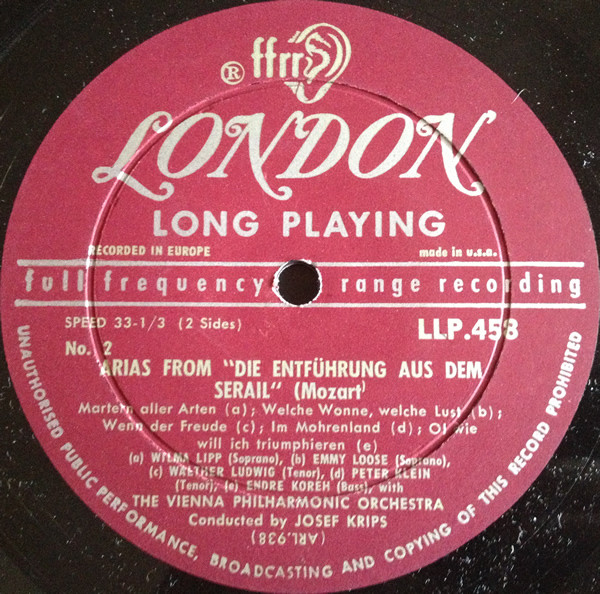 ffrr
®
LONDON
LONG PLAYING
RECORDED IN EUROPE
made in u.s.a.
full frequency range recording
SPEED 33-1/3 (2 Sides)
LLP.458
No. 2
ARIAS FROM "DIE ENTFÜHRUNG AUS DEM
SERAIL" (Mozart)
Martern aller Arten (a); Welche Wonne, welche Lust (b);
Wenn der Freude (c); Im Mohrenland (d); O! wie
will ich triumphieren (e)
(a) WILMA LIPP (Soprano), (b) EMMY LOOSE (Soprano),
(c) WALTHER LUDWIG (Tenor), (d) PETER KLEIN
(Tenor); (e) ENDRE KOREH (Bass), with
THE VIENNA PHILHARMONIC ORCHESTRA
Conducted by JOSEF KRIPS
(ARL.938)
UNAUTHORISED PUBLIC PERFORMANCE, BROADCASTING AND COPYING OF THIS RECORD PROHIBITED